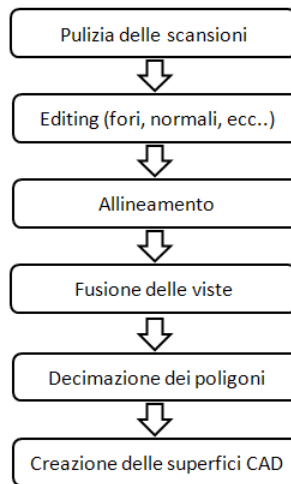 Pulizia delle scansioni
Editing (fori, normali, ecc..)
Allineamento
Fusione delle viste
Decimazione dei poligoni
Creazione delle superfici CAD